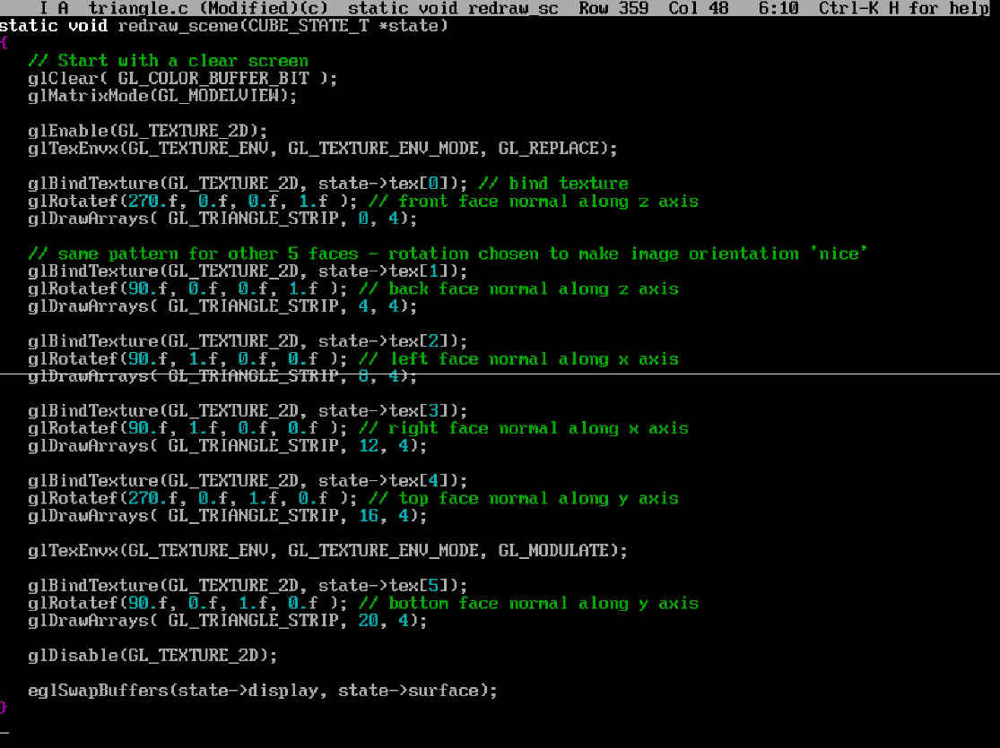 I A triangle.c (Modified)(c) static void redraw_sc Row 359 Col 48 6:10 Ctrl-K H for help
static void redraw_scene(CUBE_STATE_T *state)
{
// Start with a clear screen
glClear( GL_COLOR_BUFFER_BIT );
glMatrixMode(GL_MODELVIEW);
glEnable(GL_TEXTURE_2D);
glTexEnvx(GL_TEXTURE_ENV, GL_TEXTURE_ENV_MODE, GL_REPLACE);
glBindTexture(GL_TEXTURE_2D, state->tex[0]); // bind texture
glRotatef(270.f, 0.f, 0.f, 1.f ); // front face normal along z axis
glDrawArrays( GL_TRIANGLE_STRIP, 0, 4);
// same pattern for other 5 faces - rotation chosen to make image orientation 'nice'
glBindTexture(GL_TEXTURE_2D, state->tex[1]);
glRotatef(90.f, 0.f, 0.f, 1.f ); // back face normal along z axis
glDrawArrays( GL_TRIANGLE_STRIP, 4, 4);
glBindTexture(GL_TEXTURE_2D, state->tex[2]);
glRotatef(90.f, 1.f, 0.f, 0.f ); // left face normal along x axis
glDrawArrays( GL_TRIANGLE_STRIP, 8, 4);
glBindTexture(GL_TEXTURE_2D, state->tex[3]);
glRotatef(90.f, 1.f, 0.f, 0.f ); // right face normal along x axis
glDrawArrays( GL_TRIANGLE_STRIP, 12, 4);
glBindTexture(GL_TEXTURE_2D, state->tex[4]);
glRotatef(270.f, 0.f, 1.f, 0.f ); // top face normal along y axis
glDrawArrays( GL_TRIANGLE_STRIP, 16, 4);
glTexEnvx(GL_TEXTURE_ENV, GL_TEXTURE_ENV_MODE, GL_MODULATE);
glBindTexture(GL_TEXTURE_2D, state->tex[5]);
glRotatef(90.f, 0.f, 1.f, 0.f ); // bottom face normal along y axis
glDrawArrays( GL_TRIANGLE_STRIP, 20, 4);
glDisable(GL_TEXTURE_2D);
eglSwapBuffers(state->display, state->surface);
}